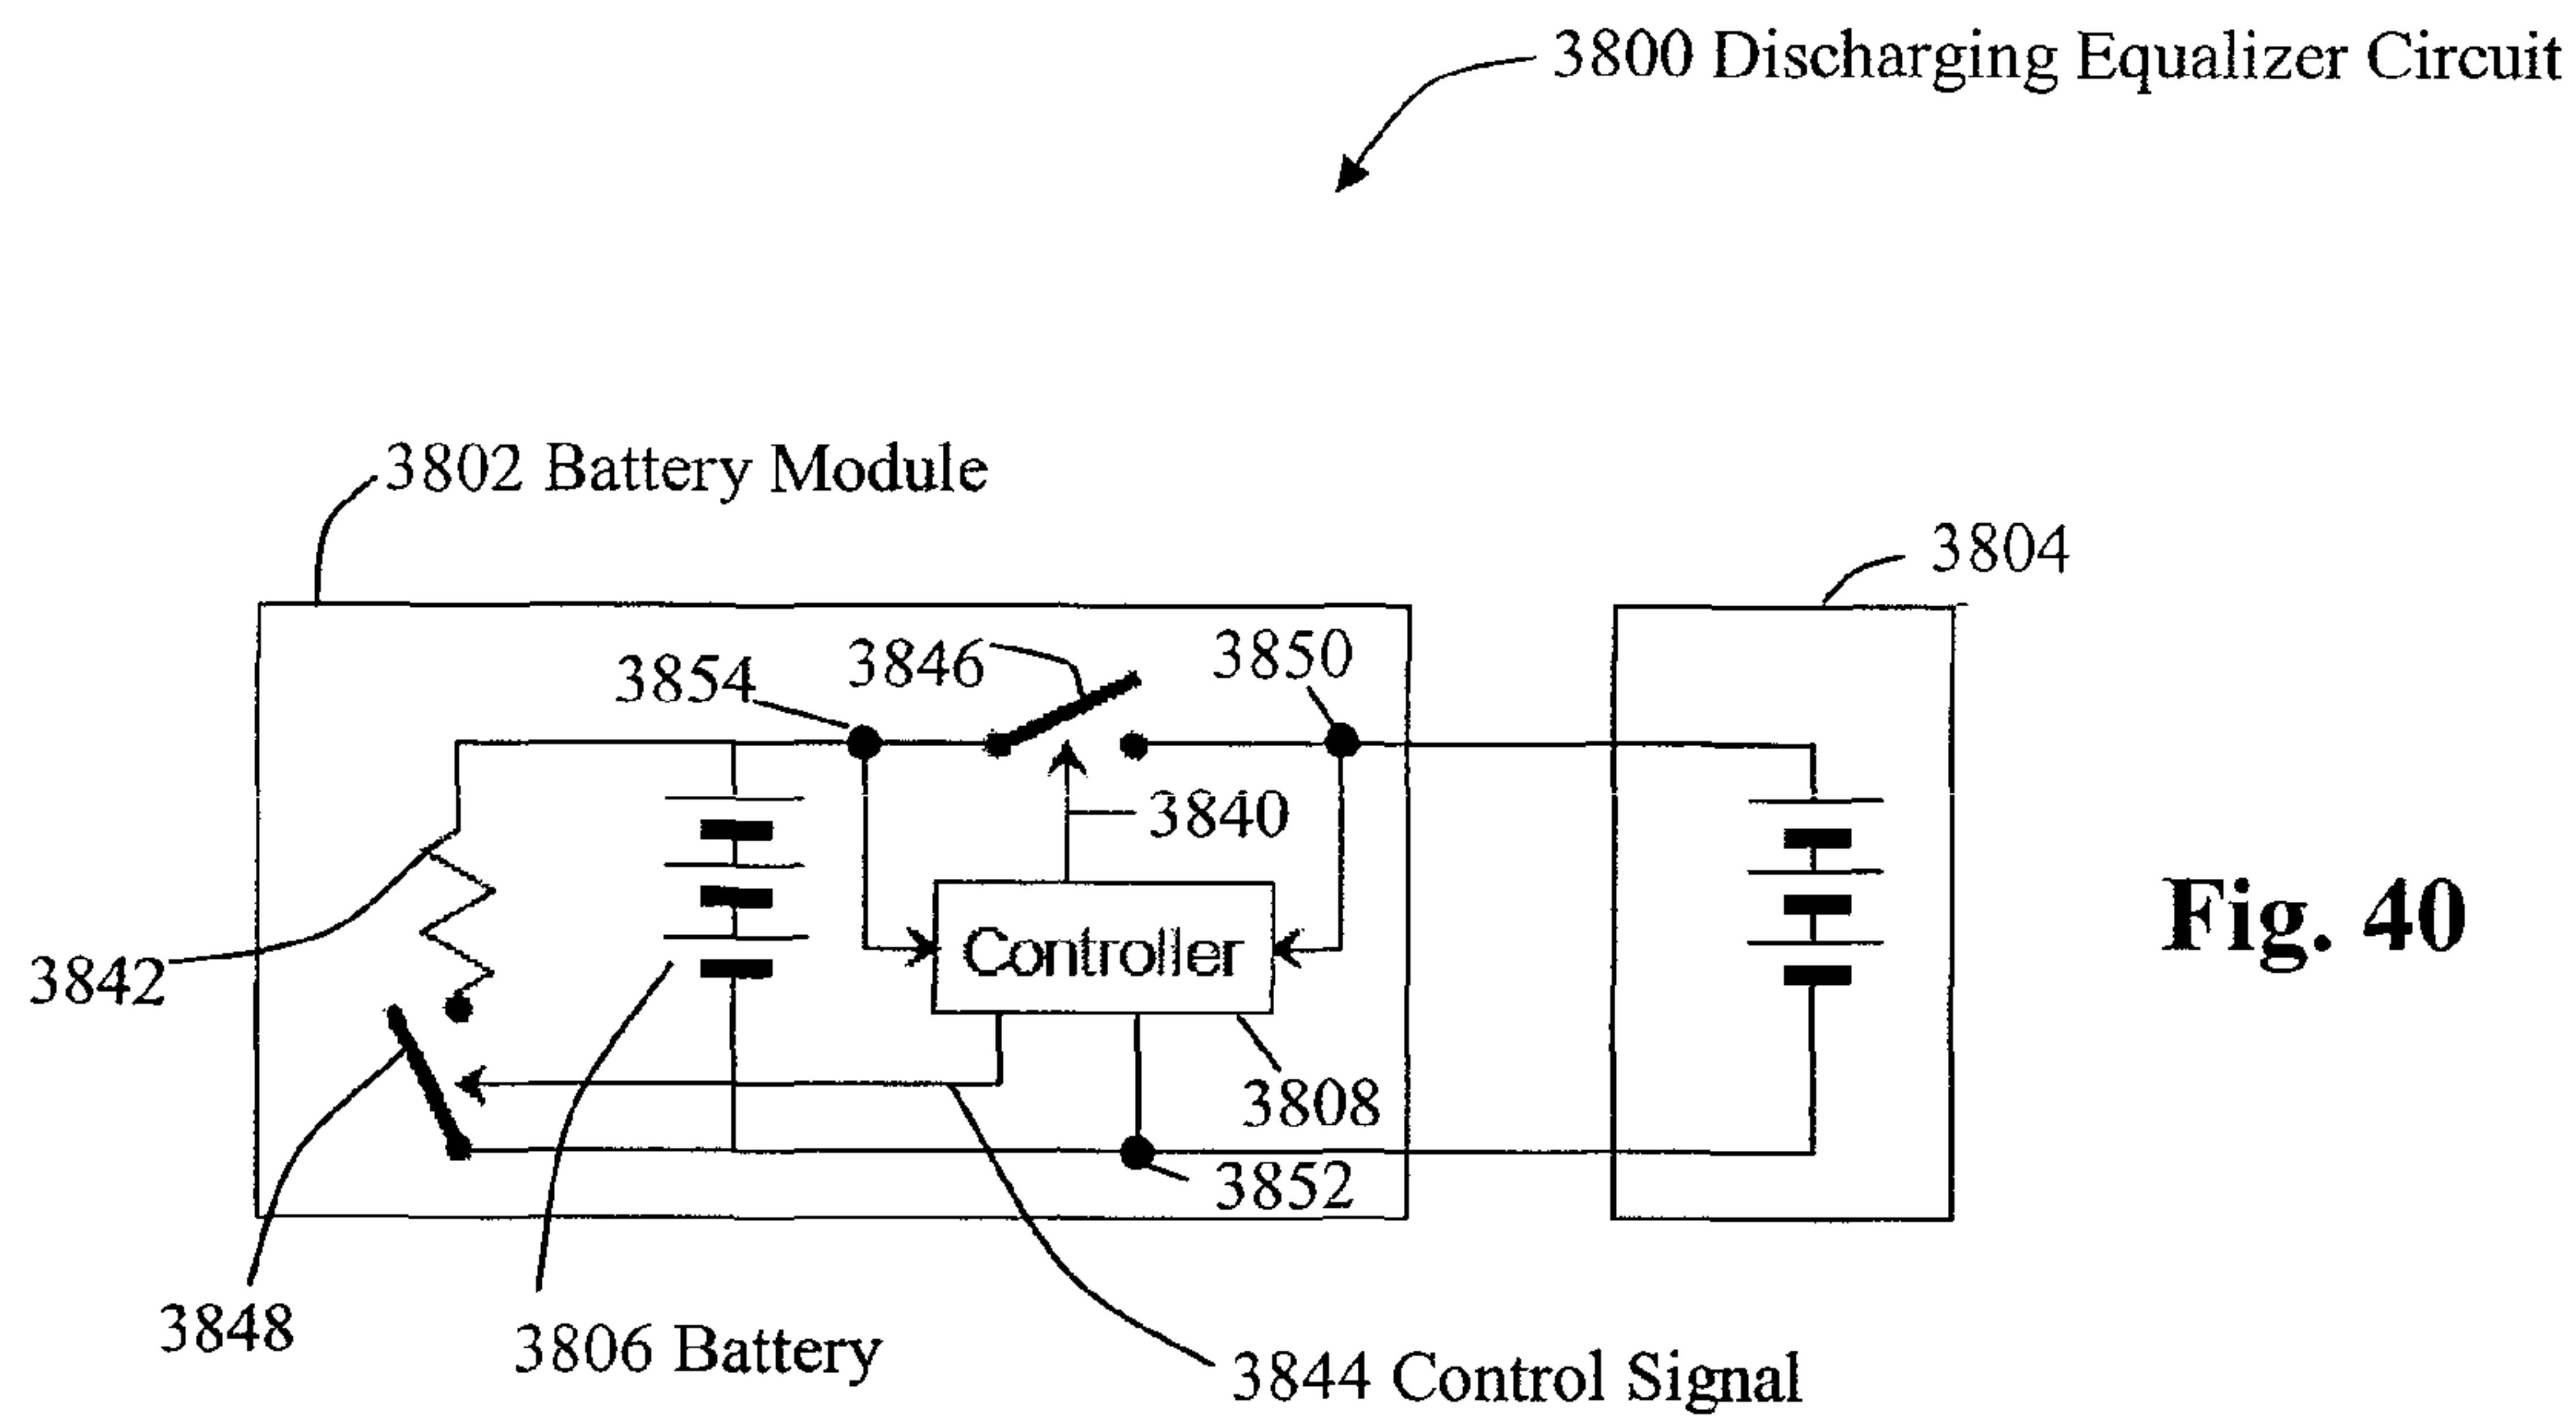 3800 Discharging Equalizer Circuit
3802 Battery Module
3804
3846
3850
3854
3840
Controller
Fig. 40
3842
3808
3852
3848
3806 Battery
3844 Control Signal